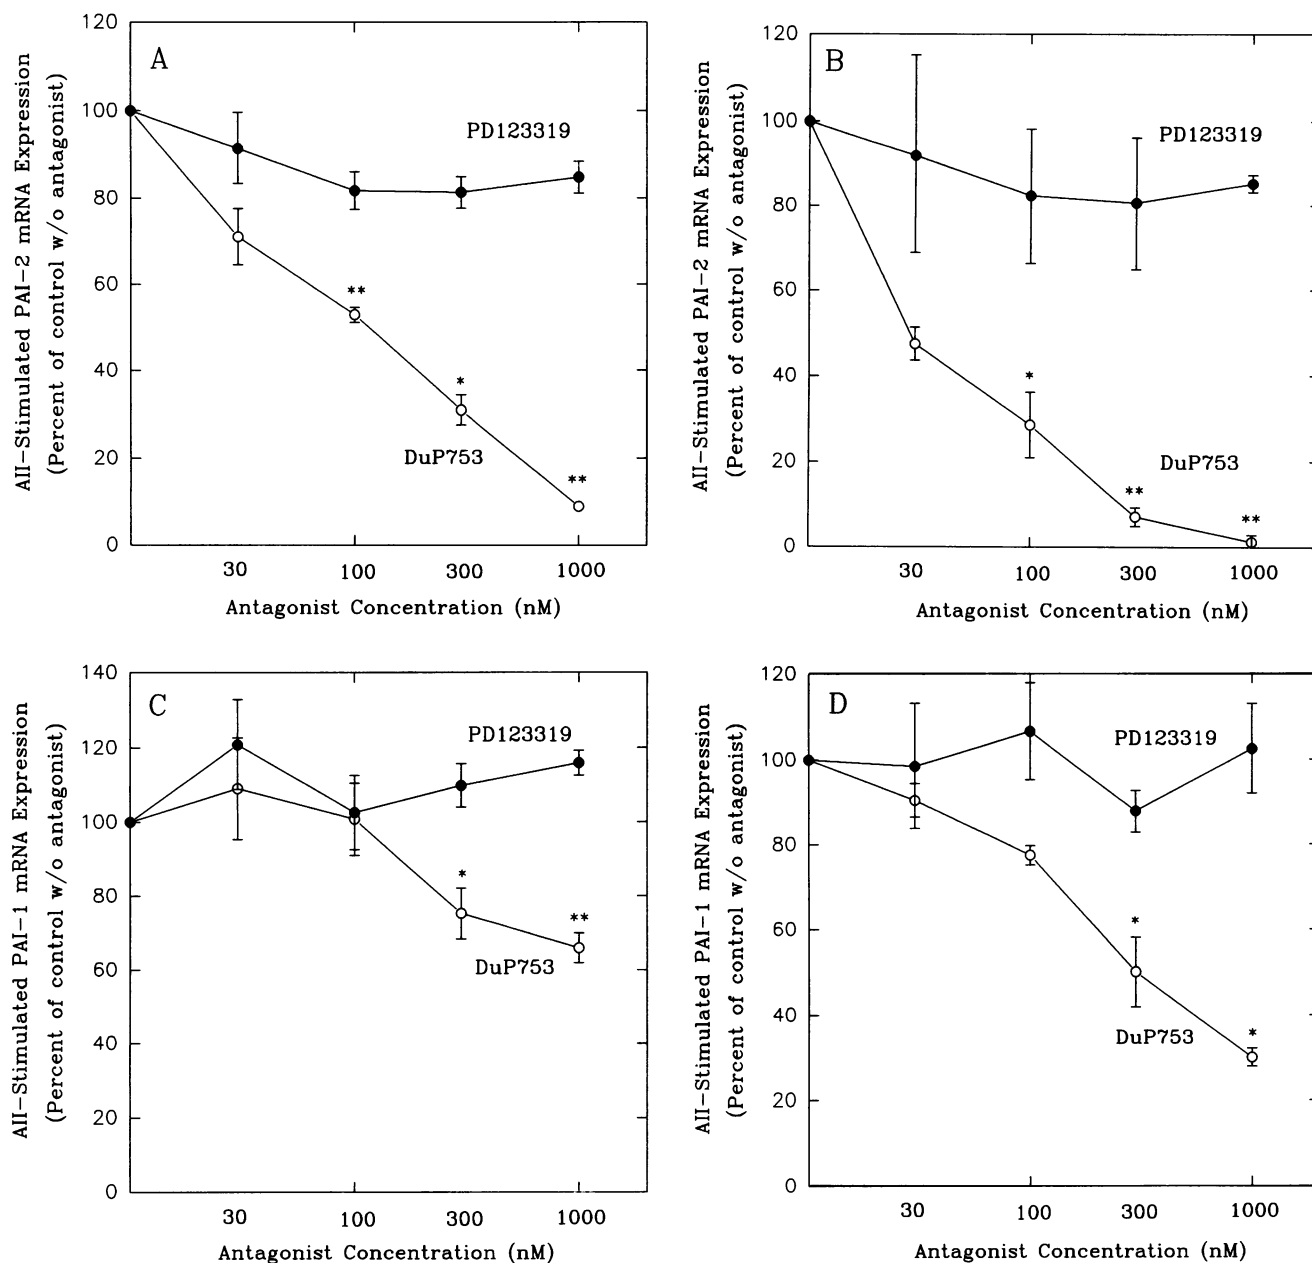 A
AII-Stimulated PAI-2 mRNA Expression
(Percent of control w/o antagonist)
120
100
80
60
40
20
0
PD123319
**
*
DuP753
**
30 100 300 1000
Antagonist Concentration (nM)
B
AII-Stimulated PAI-2 mRNA Expression
(Percent of control w/o antagonist)
120
100
80
60
40
20
0
PD123319
*
DuP753
**
**
30 100 300 1000
Antagonist Concentration (nM)
C
AII-Stimulated PAI-1 mRNA Expression
(Percent of control w/o antagonist)
140
120
100
80
60
40
20
0
PD123319
*
**
DuP753
30 100 300 1000
Antagonist Concentration (nM)
D
AII-Stimulated PAI-1 mRNA Expression
(Percent of control w/o antagonist)
120
100
80
60
40
20
0
PD123319
*
DuP753
*
30 100 300 1000
Antagonist Concentration (nM)